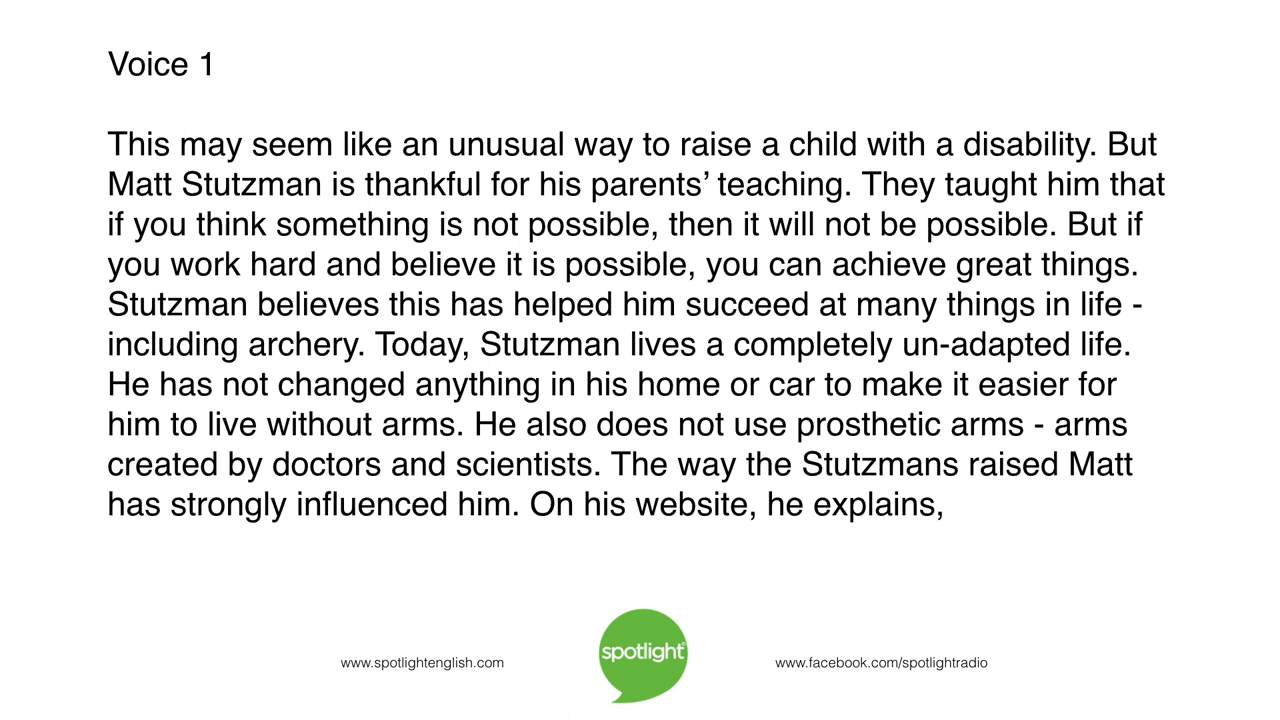 Voice 1
This may seem like an unusual way to raise a child with a disability. But
Matt Stutzman is thankful for his parents’ teaching. They taught him that
if you think something is not possible, then it will not be possible. But if
you work hard and believe it is possible, you can achieve great things.
Stutzman believes this has helped him succeed at many things in life -
including archery. Today, Stutzman lives a completely un-adapted life.
He has not changed anything in his home or car to make it easier for
him to live without arms. He also does not use prosthetic arms - arms
created by doctors and scientists. The way the Stutzmans raised Matt
has strongly influenced him. On his website, he explains,
www.spotlightenglish.com
spotlight®
www.facebook.com/spotlightradio